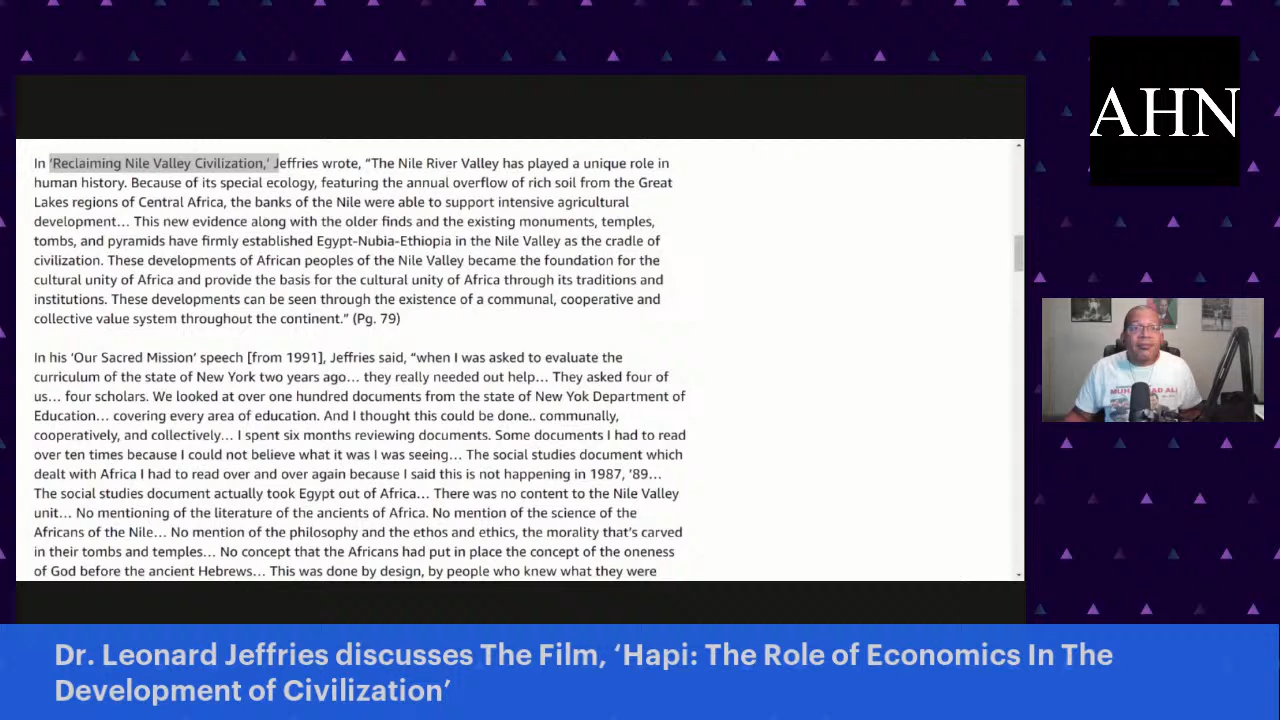 AHN
In ‘Reclaiming Nile Valley Civilization,’ Jeffries wrote, “The Nile River Valley has played a unique role in
human history. Because of its special ecology, featuring the annual overflow of rich soil from the Great
Lakes regions of Central Africa, the banks of the Nile were able to support intensive agricultural
development… This new evidence along with the older finds and the existing monuments, temples,
tombs, and pyramids have firmly established Egypt-Nubia-Ethiopia in the Nile Valley as the cradle of
civilization. These developments of African peoples of the Nile Valley became the foundation for the
cultural unity of Africa and provide the basis for the cultural unity of Africa through its traditions and
institutions. These developments can be seen through the existence of a communal, cooperative and
collective value system throughout the continent.” (Pg. 79)
In his ‘Our Sacred Mission’ speech [from 1991], Jeffries said, “when I was asked to evaluate the
curriculum of the state of New York two years ago… they really needed out help… They asked four of
us… four scholars. We looked at over one hundred documents from the state of New Yok Department of
Education… covering every area of education. And I thought this could be done.. communally,
cooperatively, and collectively… I spent six months reviewing documents. Some documents I had to read
over ten times because I could not believe what it was I was seeing… The social studies document which
dealt with Africa I had to read over and over again because I said this is not happening in 1987, ‘89…
The social studies document actually took Egypt out of Africa… There was no content to the Nile Valley
unit… No mentioning of the literature of the ancients of Africa. No mention of the science of the
Africans of the Nile… No mention of the philosophy and the ethos and ethics, the morality that’s carved
in their tombs and temples… No concept that the Africans had put in place the concept of the oneness
of God before the ancient Hebrews… This was done by design, by people who knew what they were
Dr. Leonard Jeffries discusses The Film, ‘Hapi: The Role of Economics In The
Development of Civilization’